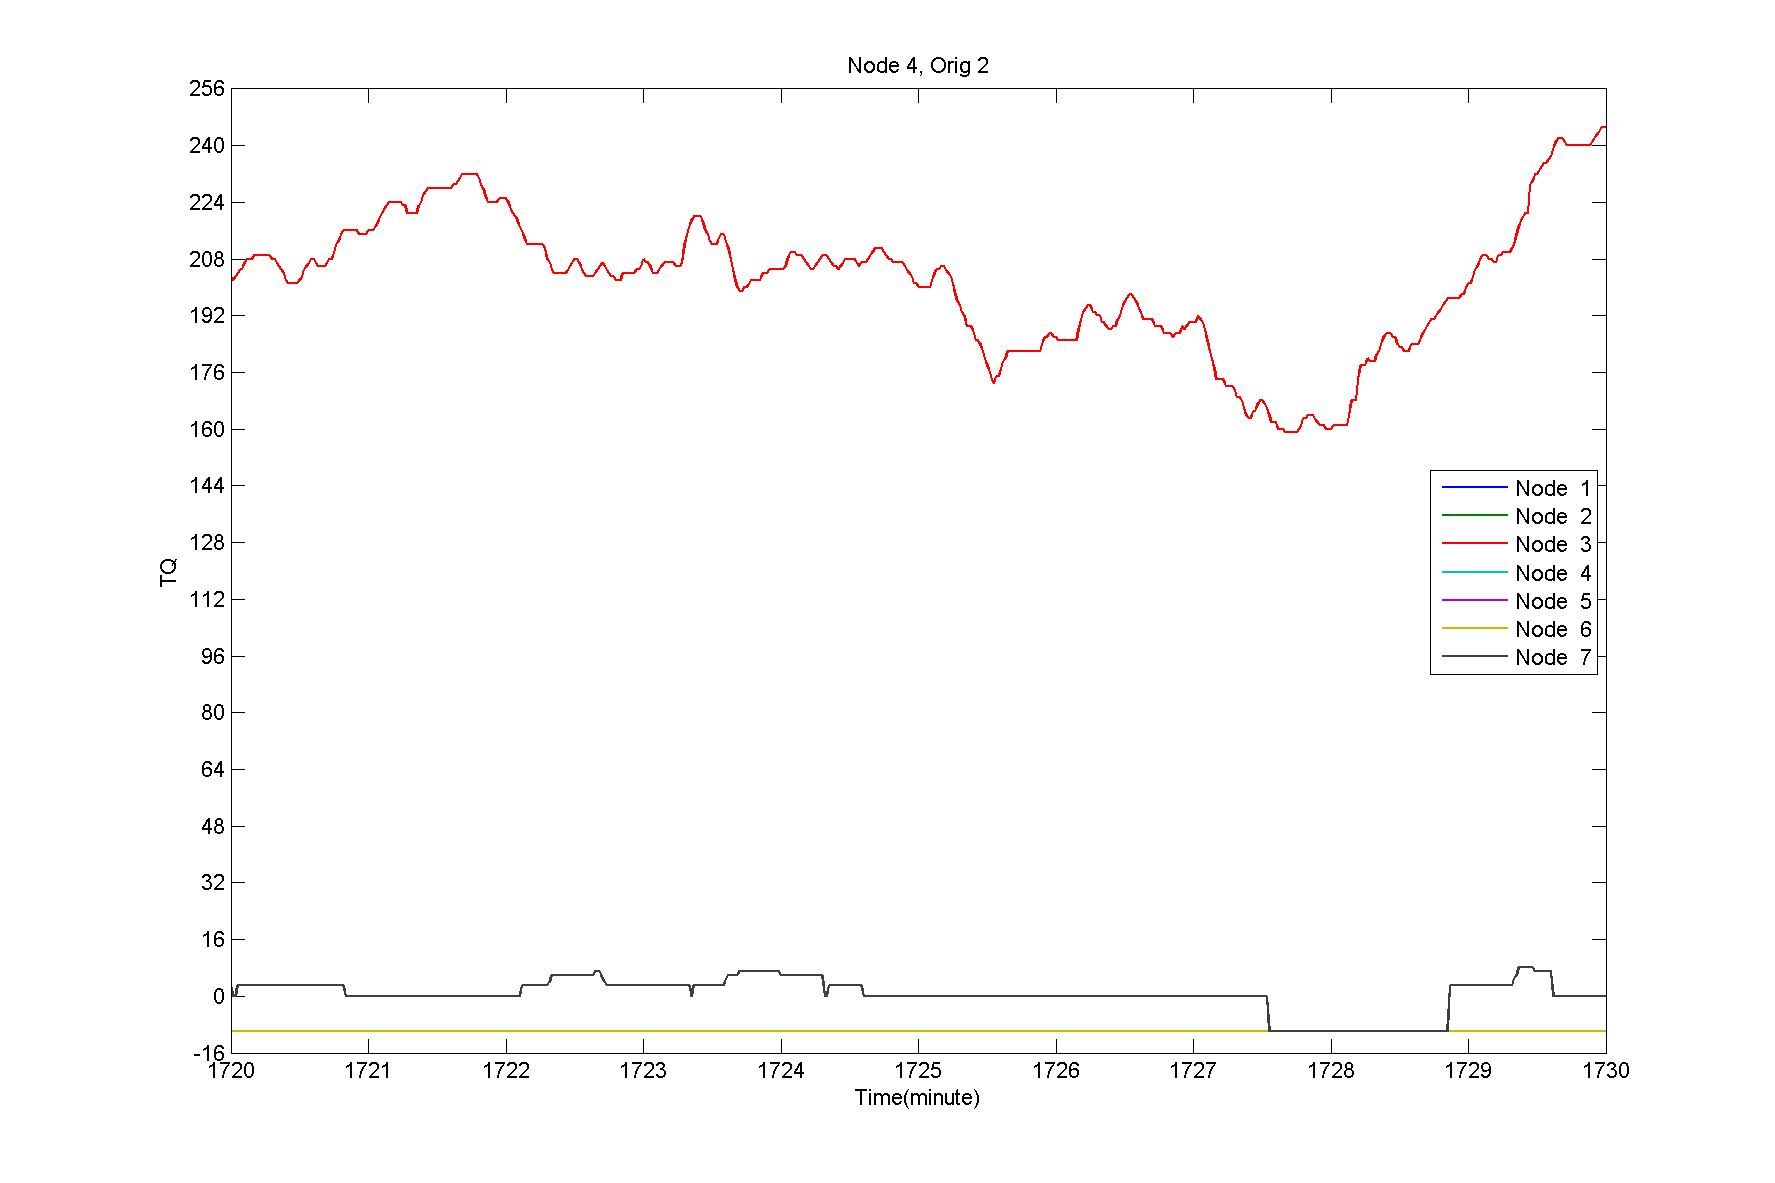 Node 4, Orig 2
256
240
224
208
192
176
160
144
128
112
96
80
64
48
32
16
0
-16
TQ
Node 1
Node 2
Node 3
Node 4
Node 5
Node 6
Node 7
1720 1721 1722 1723 1724 1725 1726 1727 1728 1729 1730
Time(minute)